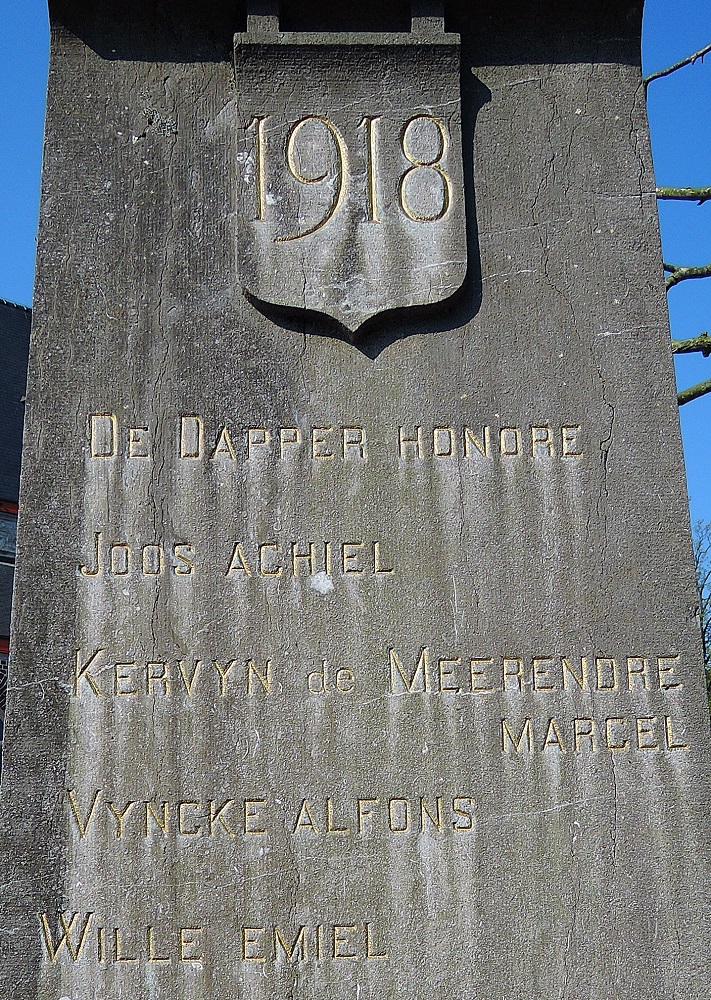 1918
De Dapper Honore
Joos Achiel
Kervyn de Meerendre
Marcel
Vyncke Alfons
Wille Emiel